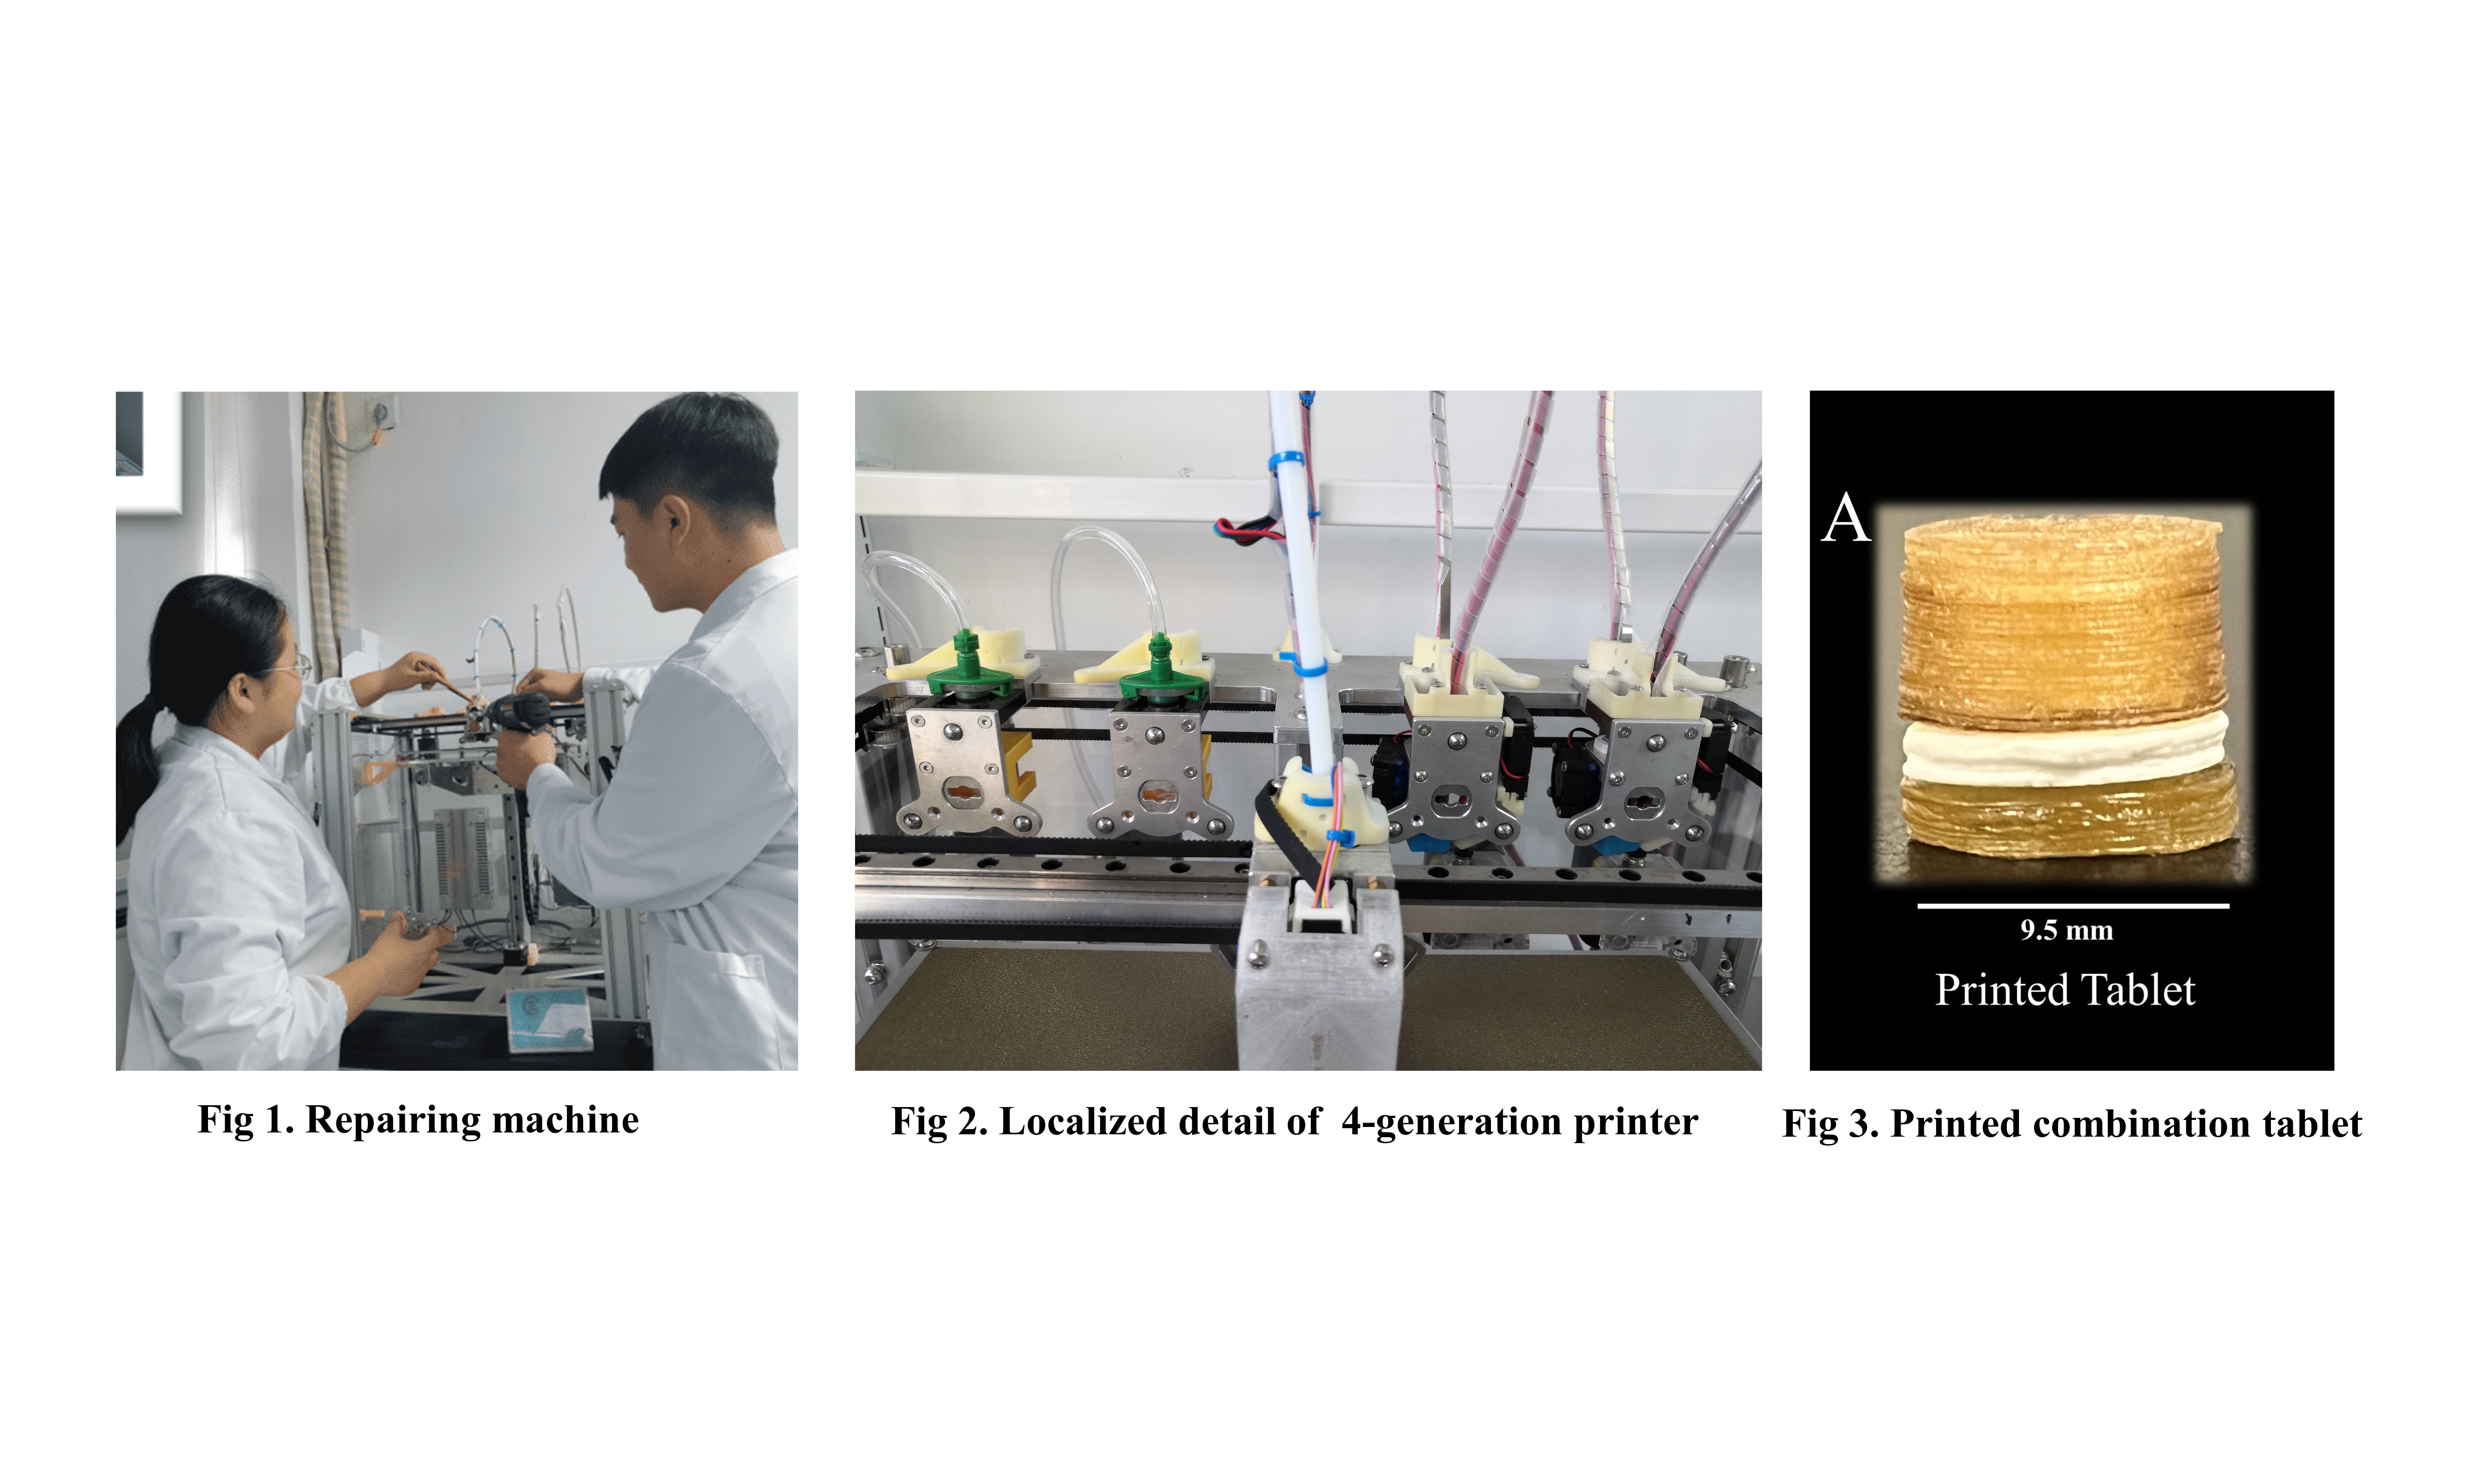 A
9.5 mm
Printed Tablet
Fig 1. Repairing machine
Fig 2. Localized detail of 4-generation printer
Fig 3. Printed combination tablet